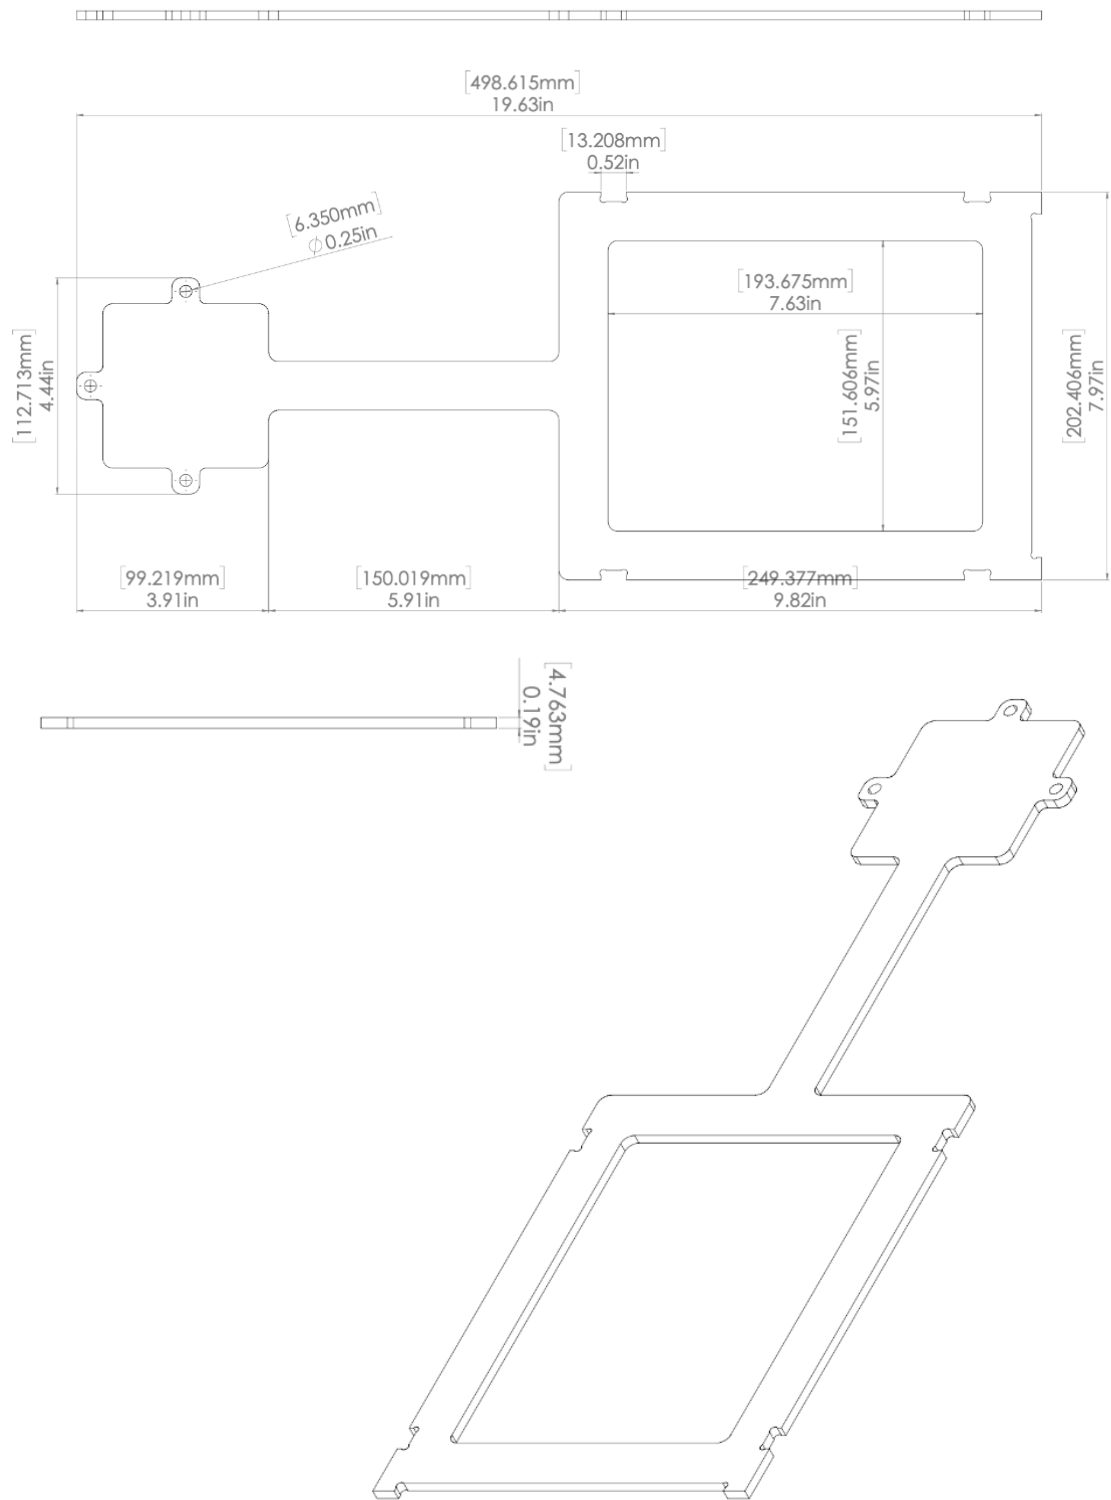 [498.615mm]
19.63in
[13.208mm]
0.52in
[6.350mm]
∅0.25in
[193.675mm]
7.63in
[112.713mm]
4.44in
[151.606mm]
5.97in
[202.406mm]
7.97in
[99.219mm]
3.91in
[150.019mm]
5.91in
[249.377mm]
9.82in
[4.763mm]
0.19in